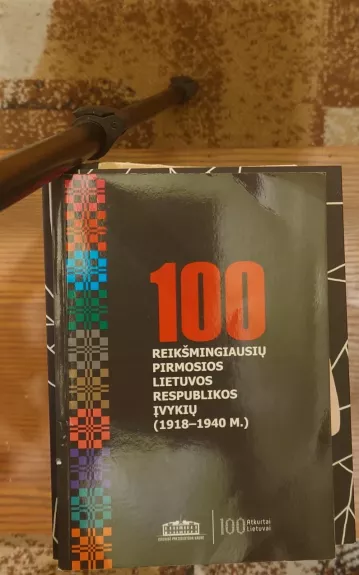 100
REIKŠMINGIAUSIŲ
PIRMOSIOS
LIETUVOS
RESPUBLIKOS
ĮVYKIŲ
(1918–1940 M.)
100 Atkurtai
Lietuvai